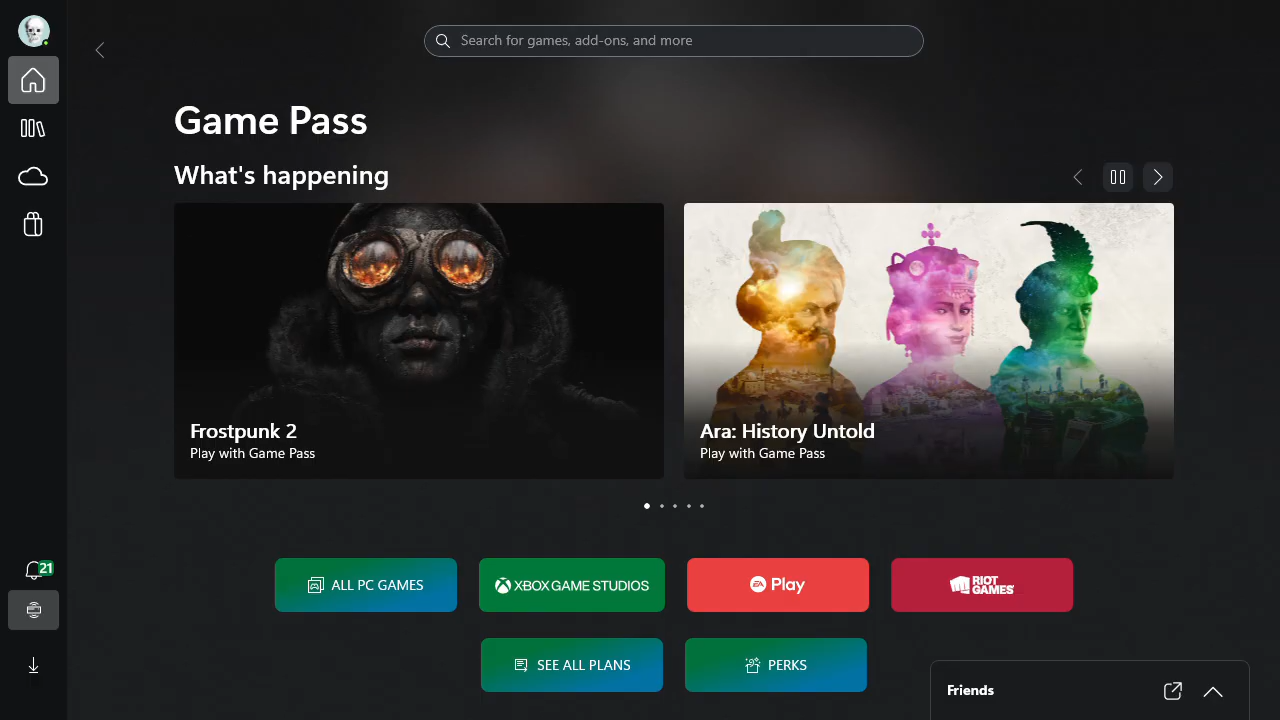 Search for games, add-ons, and more
Game Pass
What's happening
Frostpunk 2
Play with Game Pass
Ara: History Untold
Play with Game Pass
21
ALL PC GAMES
XBOX GAME STUDIOS
EA Play
RIOT GAMES
SEE ALL PLANS
PERKS
Friends